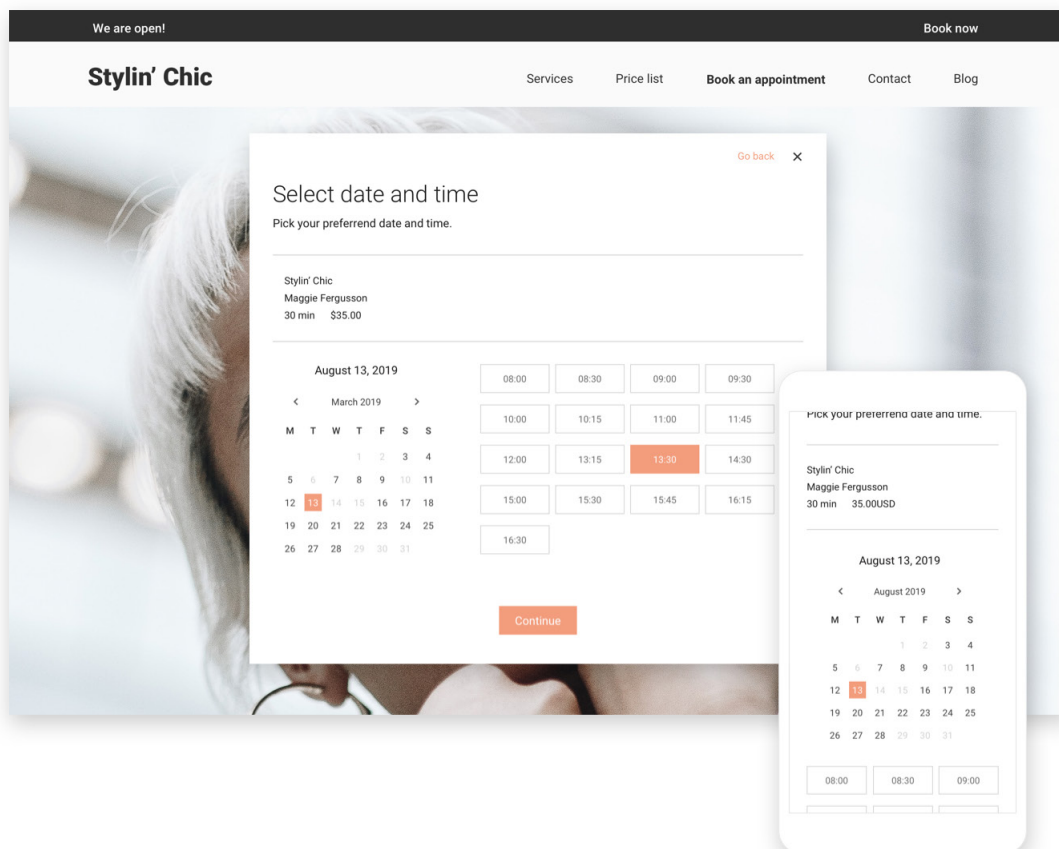 We are open! Book now
Stylin’ Chic Services Price list Book an appointment Contact Blog
Go back ×
Select date and time
Pick your preferrend date and time.
Stylin’ Chic
Maggie Fergusson
30 min $35.00
August 13, 2019
< March 2019 >
M T W T F S S
1 2 3 4
5 6 7 8 9 10 11
12 13 14 15 16 17 18
19 20 21 22 23 24 25
26 27 28 29 30 31
08:00 08:30 09:00 09:30
10:00 10:15 11:00 11:45
12:00 13:15 13:30 14:30
15:00 15:30 15:45 16:15
16:30
Continue
Pick your preferrend date and time.
Stylin’ Chic
Maggie Fergusson
30 min 35.00USD
August 13, 2019
< August 2019 >
M T W T F S S
1 2 3 4
5 6 7 8 9 10 11
12 13 14 15 16 17 18
19 20 21 22 23 24 25
26 27 28 29 30 31
08:00 08:30 09:00